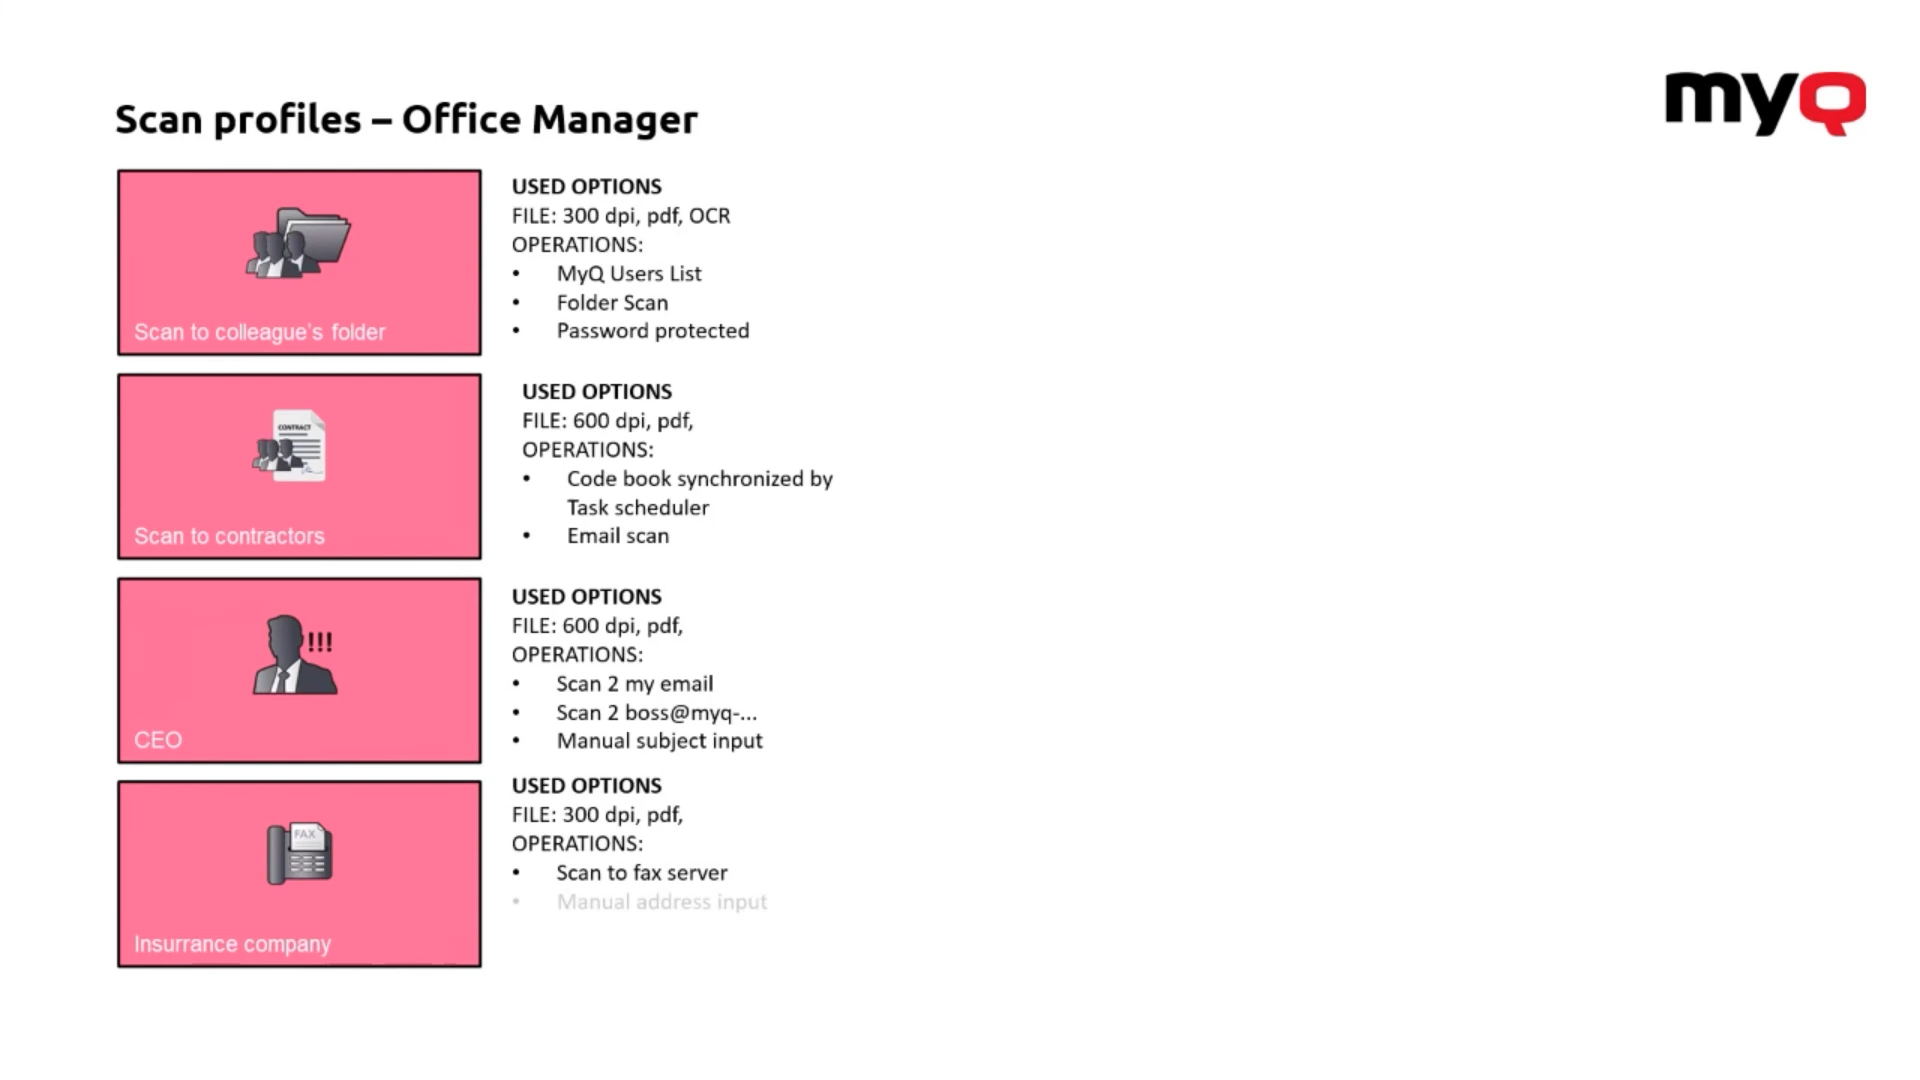 myQ
Scan profiles – Office Manager
Scan to colleague's folder
USED OPTIONS
FILE: 300 dpi, pdf, OCR
OPERATIONS:
• MyQ Users List
• Folder Scan
• Password protected
CONTRACT
Scan to contractors
USED OPTIONS
FILE: 600 dpi, pdf,
OPERATIONS:
• Code book synchronized by
Task scheduler
• Email scan
!!!
CEO
USED OPTIONS
FILE: 600 dpi, pdf,
OPERATIONS:
• Scan 2 my email
• Scan 2 boss@myq-...
• Manual subject input
FAX
Insurrance company
USED OPTIONS
FILE: 300 dpi, pdf,
OPERATIONS:
• Scan to fax server
• Manual address input